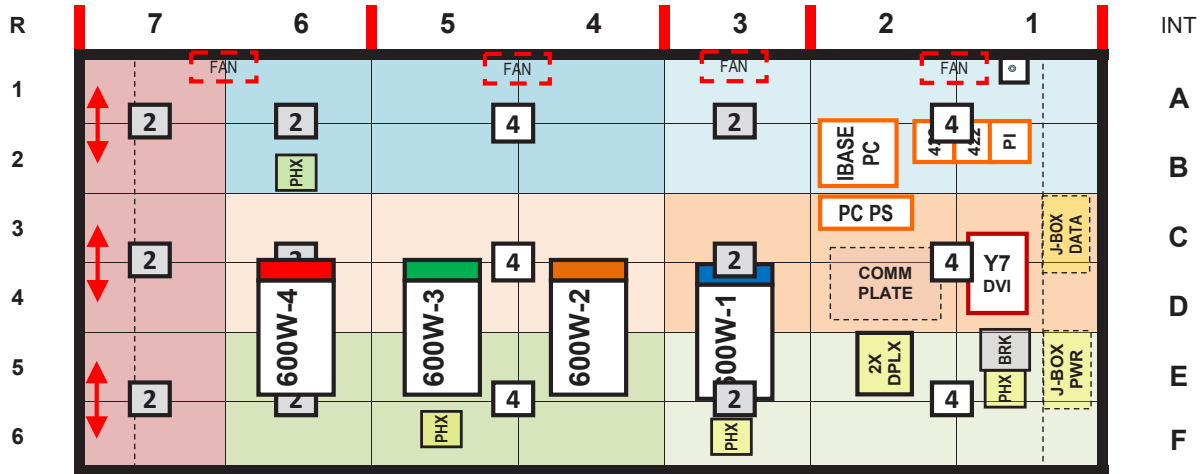 R 7 6 5 4 3 2 1 INT
FAN FAN FAN FAN
1 A
2 2 4 2 4
2 B
PHX
IBASE
PC
422
PI
3 C
PC PS
J-BOX
DATA
2 4 2 4
COMM
PLATE
Y7
DVI
4 D
600W-4
600W-3
600W-2
600W-1
5 E
2X
DPLX
BRK
PHX
J-BOX
PWR
2 2 4 2 4
6 F
PHX
PHX